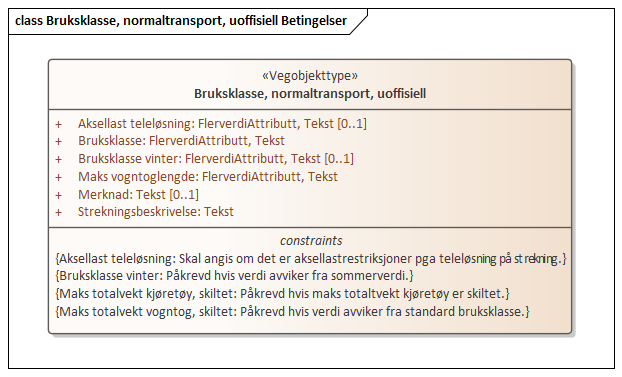 class Bruksklasse, normaltransport, uoffisiell Betingelser
«Vegobjekttype»
Bruksklasse, normaltransport, uoffisiell
+ Aksellast teleløsning: FlerverdiAttributt, Tekst [0..1]
+ Bruksklasse: FlerverdiAttributt, Tekst
+ Bruksklasse vinter: FlerverdiAttributt, Tekst [0..1]
+ Maks vogntoglengde: FlerverdiAttributt, Tekst
+ Merknad: Tekst [0..1]
+ Strekningsbeskrivelse: Tekst
constraints
{Aksellast teleløsning: Skal angis om det er aksellastrestriksjoner pga teleløsning på strekning.}
{Bruksklasse vinter: Påkrevd hvis verdi avviker fra sommerverdi.}
{Maks totalvekt kjøretøy, skiltet: Påkrevd hvis maks totaltvekt kjøretøy er skiltet.}
{Maks totalvekt vogntog, skiltet: Påkrevd hvis verdi avviker fra standard bruksklasse.}